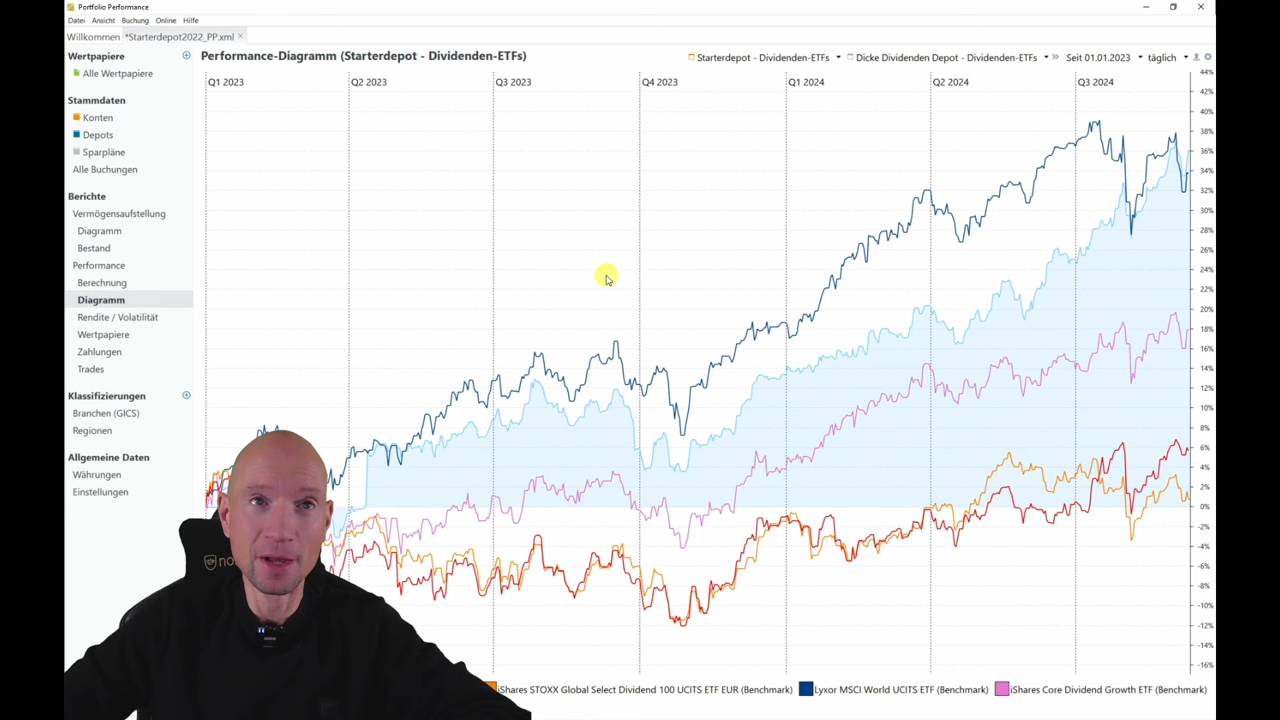 Portfolio Performance
Datei Ansicht Buchung Online Hilfe
Willkommen *Starterdepot2022_PP.xml
Wertpapiere
Alle Wertpapiere
Stammdaten
Konten
Depots
Sparpläne
Alle Buchungen
Berichte
Vermögensaufstellung
Diagramm
Bestand
Performance
Berechnung
Diagramm
Rendite / Volatilität
Wertpapiere
Zahlungen
Trades
Klassifizierungen
Branchen (GICS)
Regionen
Allgemeine Daten
Währungen
Einstellungen
Performance-Diagramm (Starterdepot - Dividenden-ETFs)
Starterdepot - Dividenden-ETFs Dicke Dividenden Depot - Dividenden-ETFs Seit 01.01.2023 täglich
Q1 2023 Q2 2023 Q3 2023 Q4 2023 Q1 2024 Q2 2024 Q3 2024
44%
42%
40%
38%
36%
34%
32%
30%
28%
26%
24%
22%
20%
18%
16%
14%
12%
10%
8%
6%
4%
2%
0%
-2%
-4%
-6%
-8%
-10%
-12%
-14%
-16%
iShares STOXX Global Select Dividend 100 UCITS ETF EUR (Benchmark) Lyxor MSCI World UCITS ETF (Benchmark) iShares Core Dividend Growth ETF (Benchmark)